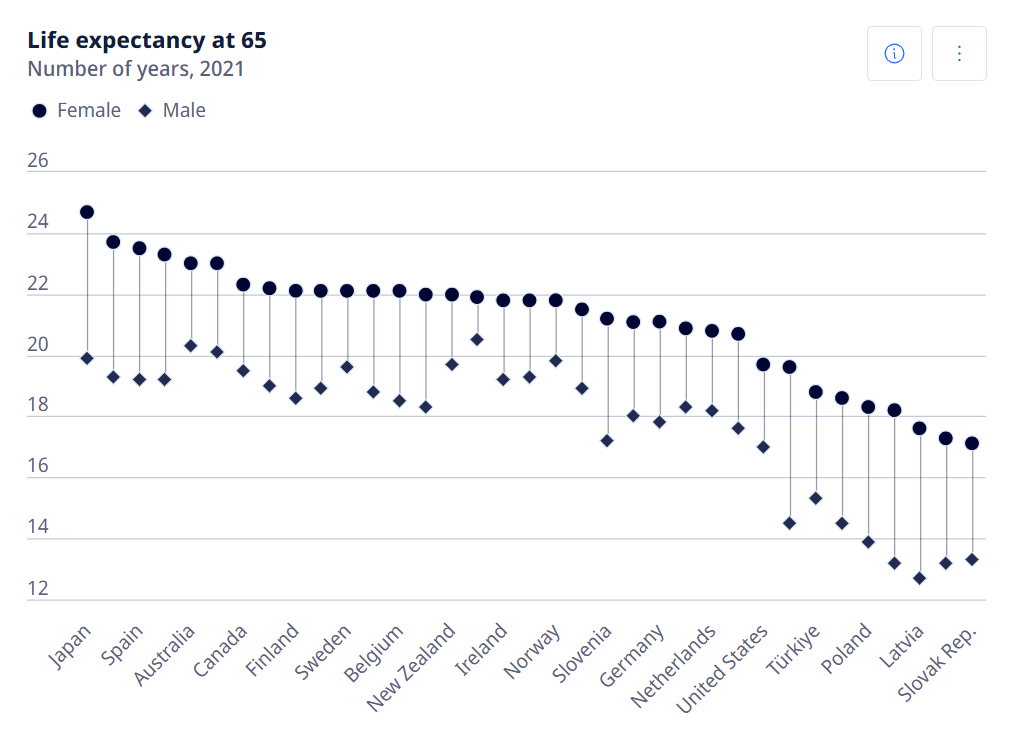 Life expectancy at 65
Number of years, 2021
Female
Male
26
24
22
20
18
16
14
12
Japan
Spain
Australia
Canada
Finland
Sweden
Belgium
New Zealand
Ireland
Norway
Slovenia
Germany
Netherlands
United States
Türkiye
Poland
Latvia
Slovak Rep.